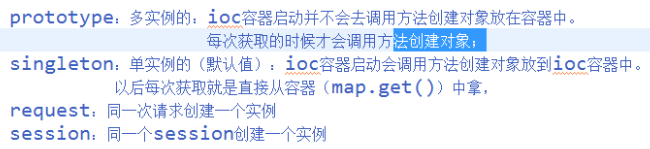 prototype：多实例的：ioc容器启动并不会去调用方法创建对象放在容器中。
每次获取的时候才会调用方法创建对象；
singleton：单实例的（默认值）：ioc容器启动会调用方法创建对象放到ioc容器中。
以后每次获取就是直接从容器（map.get()）中拿，
request：同一次请求创建一个实例
session：同一个session创建一个实例